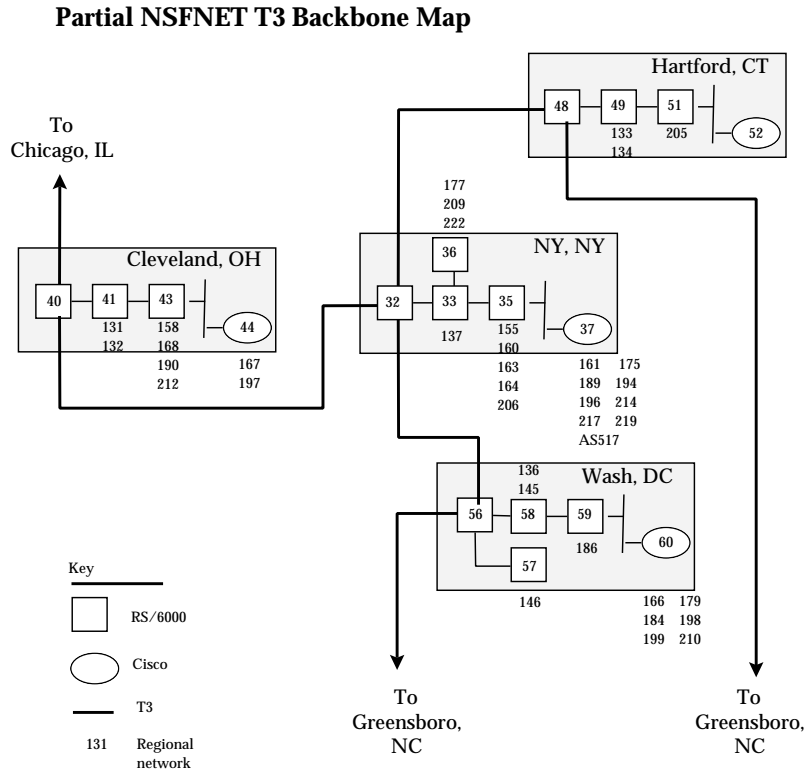 Partial NSFNET T3 Backbone Map
Hartford, CT
48
49
51
52
133
134
205
To
Chicago, IL
177
209
222
Cleveland, OH
40
41
43
44
131
132
158
168
190
212
167
197
NY, NY
36
32
33
35
37
137
155
160
163
164
206
161 175
189 194
196 214
217 219
AS517
Wash, DC
136
145
56
58
59
60
57
186
146
166 179
184 198
199 210
Key
RS/6000
Cisco
T3
131 Regional
network
To
Greensboro,
NC
To
Greensboro,
NC